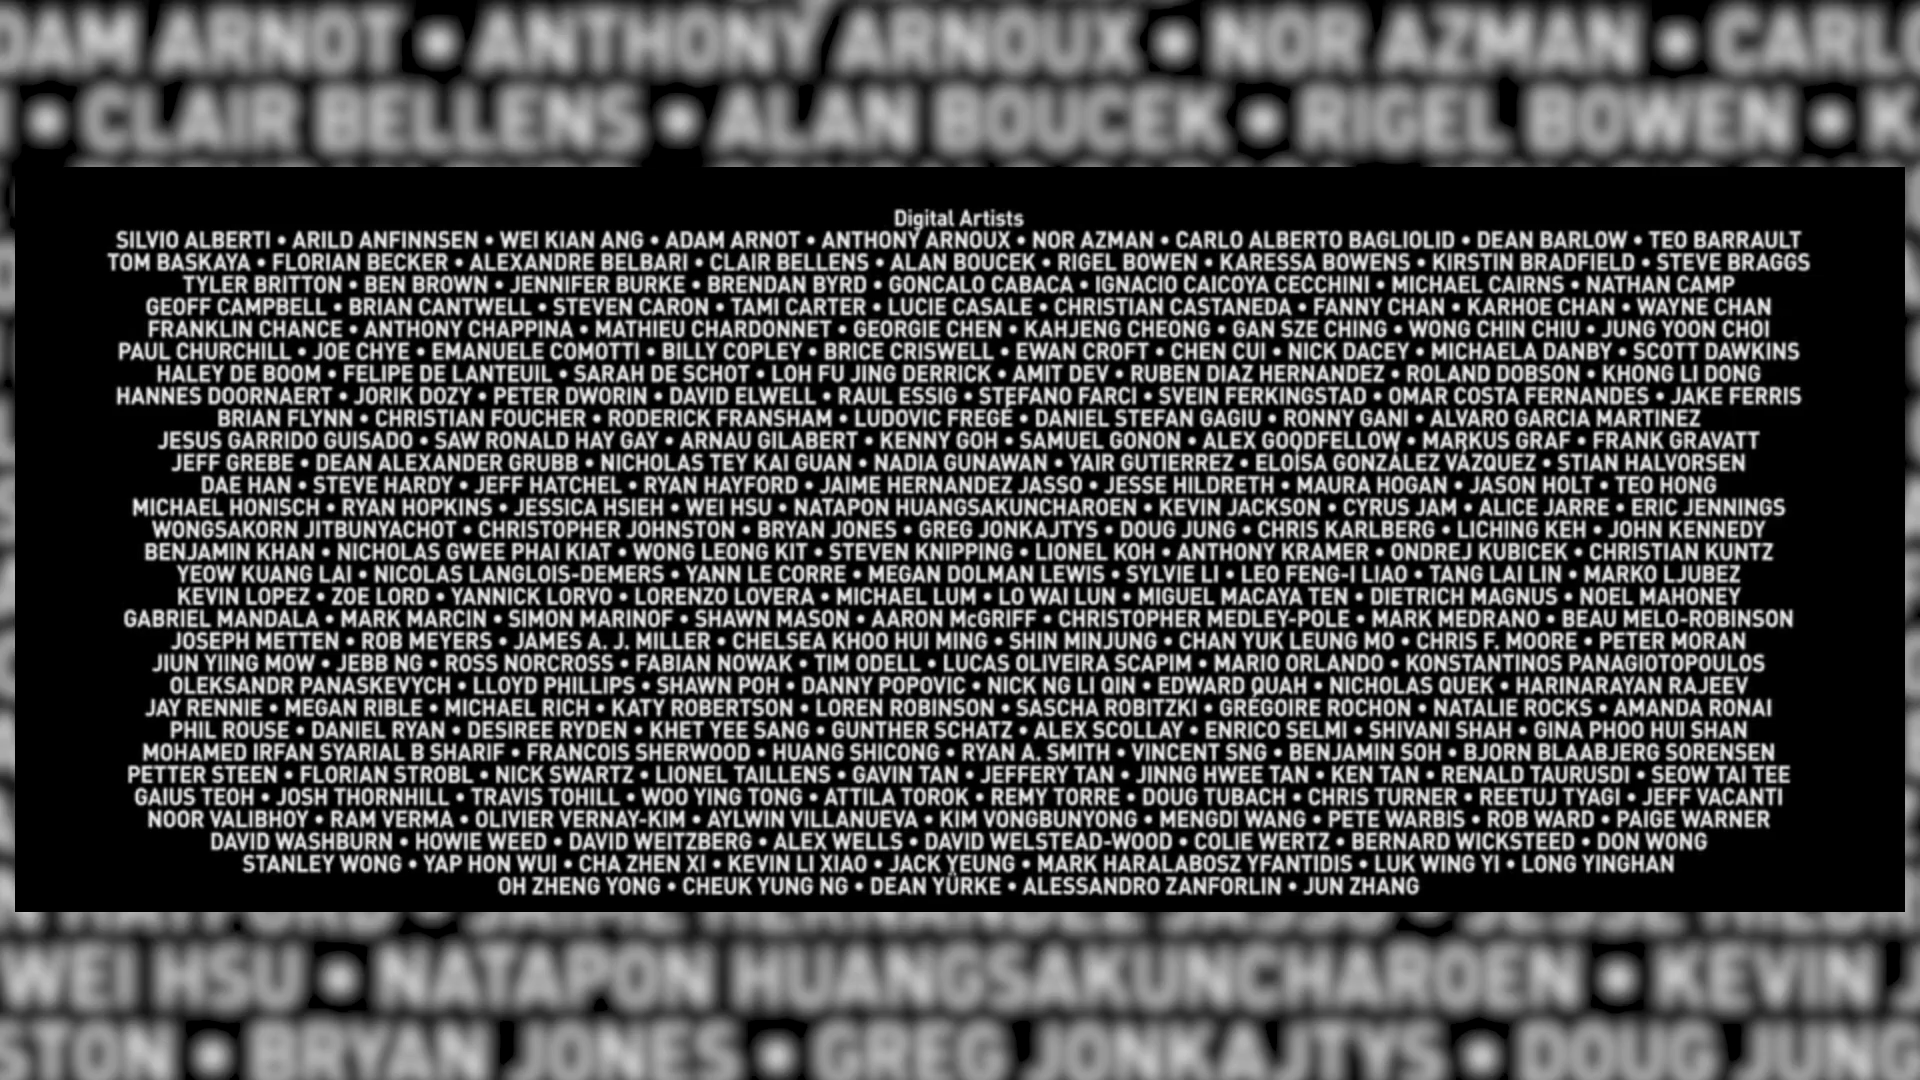 DAM ARNOT • ANTHONY ARNOUX • NOR AZMAN • CARLO
• CLAIR BELLENS • ALAN BOUCEK • RIGEL BOWEN • K
Digital Artists
SILVIO ALBERTI • ARILD ANFINNSEN • WEI KIAN ANG • ADAM ARNOT • ANTHONY ARNOUX • NOR AZMAN • CARLO ALBERTO BAGLIOLID • DEAN BARLOW • TEO BARRAULT
TOM BASKAYA • FLORIAN BECKER • ALEXANDRE BELBARI • CLAIR BELLENS • ALAN BOUCEK • RIGEL BOWEN • KARESSA BOWENS • KIRSTIN BRADFIELD • STEVE BRAGGS
TYLER BRITTON • BEN BROWN • JENNIFER BURKE • BRENDAN BYRD • GONCALO CABACA • IGNACIO CAICOYA CECCHINI • MICHAEL CAIRNS • NATHAN CAMP
GEOFF CAMPBELL • BRIAN CANTWELL • STEVEN CARON • TAMI CARTER • LUCIE CASALE • CHRISTIAN CASTANEDA • FANNY CHAN • KARHOE CHAN • WAYNE CHAN
FRANKLIN CHANCE • ANTHONY CHAPPINA • MATHIEU CHARDONNET • GEORGIE CHEN • KAHJENG CHEONG • GAN SZE CHING • WONG CHIN CHIU • JUNG YOON CHOI
PAUL CHURCHILL • JOE CHYE • EMANUELE COMOTTI • BILLY COPLEY • BRICE CRISWELL • EWAN CROFT • CHEN CUI • NICK DACEY • MICHAELA DANBY • SCOTT DAWKINS
HALEY DE BOOM • FELIPE DE LANTEUIL • SARAH DE SCHOT • LOH FU JING DERRICK • AMIT DEV • RUBEN DIAZ HERNANDEZ • ROLAND DOBSON • KHONG LI DONG
HANNES DOORNAERT • JORIK DOZY • PETER DWORIN • DAVID ELWELL • RAUL ESSIG • STEFANO FARCI • SVEIN FERKINGSTAD • OMAR COSTA FERNANDES • JAKE FERRIS
BRIAN FLYNN • CHRISTIAN FOUCHER • RODERICK FRANSHAM • LUDOVIC FREGÉ • DANIEL STEFAN GAGIU • RONNY GANI • ALVARO GARCIA MARTINEZ
JESUS GARRIDO GUISADO • SAW RONALD HAY GAY • ARNAU GILABERT • KENNY GOH • SAMUEL GONON • ALEX GOODFELLOW • MARKUS GRAF • FRANK GRAVATT
JEFF GREBE • DEAN ALEXANDER GRUBB • NICHOLAS TEY KAI GUAN • NADIA GUNAWAN • YAIR GUTIERREZ • ELOÍSA GONZÁLEZ VÁZQUEZ • STIAN HALVORSEN
DAE HAN • STEVE HARDY • JEFF HATCHEL • RYAN HAYFORD • JAIME HERNANDEZ JASSO • JESSE HILDRETH • MAURA HOGAN • JASON HOLT • TEO HONG
MICHAEL HONISCH • RYAN HOPKINS • JESSICA HSIEH • WEI HSU • NATAPON HUANGSAKUNCHAROEN • KEVIN JACKSON • CYRUS JAM • ALICE JARRE • ERIC JENNINGS
WONGSAKORN JITBUNYACHOT • CHRISTOPHER JOHNSTON • BRYAN JONES • GREG JONKAJTYS • DOUG JUNG • CHRIS KARLBERG • LICHING KEH • JOHN KENNEDY
BENJAMIN KHAN • NICHOLAS GWEE PHAI KIAT • WONG LEONG KIT • STEVEN KNIPPING • LIONEL KOH • ANTHONY KRAMER • ONDREJ KUBICEK • CHRISTIAN KUNTZ
YEOW KUANG LAI • NICOLAS LANGLOIS-DEMERS • YANN LE CORRE • MEGAN DOLMAN LEWIS • SYLVIE LI • LEO FENG-I LIAO • TANG LAI LIN • MARKO LJUBEZ
KEVIN LOPEZ • ZOE LORD • YANNICK LORVO • LORENZO LOVERA • MICHAEL LUM • LO WAI LUN • MIGUEL MACAYA TEN • DIETRICH MAGNUS • NOEL MAHONEY
GABRIEL MANDALA • MARK MARCIN • SIMON MARINOF • SHAWN MASON • AARON McGRIFF • CHRISTOPHER MEDLEY-POLE • MARK MEDRANO • BEAU MELO-ROBINSON
JOSEPH METTEN • ROB MEYERS • JAMES A. J. MILLER • CHELSEA KHOO HUI MING • SHIN MINJUNG • CHAN YUK LEUNG MO • CHRIS F. MOORE • PETER MORAN
JIUN YIING MOW • JEBB NG • ROSS NORCROSS • FABIAN NOWAK • TIM ODELL • LUCAS OLIVEIRA SCAPIM • MARIO ORLANDO • KONSTANTINOS PANAGIOTOPOULOS
OLEKSANDR PANASKEVYCH • LLOYD PHILLIPS • SHAWN POH • DANNY POPOVIC • NICK NG LI QIN • EDWARD QUAH • NICHOLAS QUEK • HARINARAYAN RAJEEV
JAY RENNIE • MEGAN RIBLE • MICHAEL RICH • KATY ROBERTSON • LOREN ROBINSON • SASCHA ROBITZKI • GRÉGOIRE ROCHON • NATALIE ROCKS • AMANDA RONAI
PHIL ROUSE • DANIEL RYAN • DESIREE RYDEN • KHET YEE SANG • GUNTHER SCHATZ • ALEX SCOLLAY • ENRICO SELMI • SHIVANI SHAH • GINA PHOO HUI SHAN
MOHAMED IRFAN SYARIAL B SHARIF • FRANCOIS SHERWOOD • HUANG SHICONG • RYAN A. SMITH • VINCENT SNG • BENJAMIN SOH • BJORN BLAABJERG SORENSEN
PETTER STEEN • FLORIAN STROBL • NICK SWARTZ • LIONEL TAILLENS • GAVIN TAN • JEFFERY TAN • JINNG HWEE TAN • KEN TAN • RENALD TAURUSDI • SEOW TAI TEE
GAIUS TEOH • JOSH THORNHILL • TRAVIS TOHILL • WOO YING TONG • ATTILA TOROK • REMY TORRE • DOUG TUBACH • CHRIS TURNER • REETUJ TYAGI • JEFF VACANTI
NOOR VALIBHOY • RAM VERMA • OLIVIER VERNAY-KIM • AYLWIN VILLANUEVA • KIM VONGBUNYONG • MENGDI WANG • PETE WARBIS • ROB WARD • PAIGE WARNER
DAVID WASHBURN • HOWIE WEED • DAVID WEITZBERG • ALEX WELLS • DAVID WELSTEAD-WOOD • COLIE WERTZ • BERNARD WICKSTEED • DON WONG
STANLEY WONG • YAP HON WUI • CHA ZHEN XI • KEVIN LI XIAO • JACK YEUNG • MARK HARALABOSZ YFANTIDIS • LUK WING YI • LONG YINGHAN
OH ZHENG YONG • CHEUK YUNG NG • DEAN YÜRKE • ALESSANDRO ZANFORLIN • JUN ZHANG
WEI HSU • NATAPON HUANGSAKUNCHAROEN • KEVIN J
STON • BRYAN JONES • GREG JONKAJTYS • DOUG JUNG